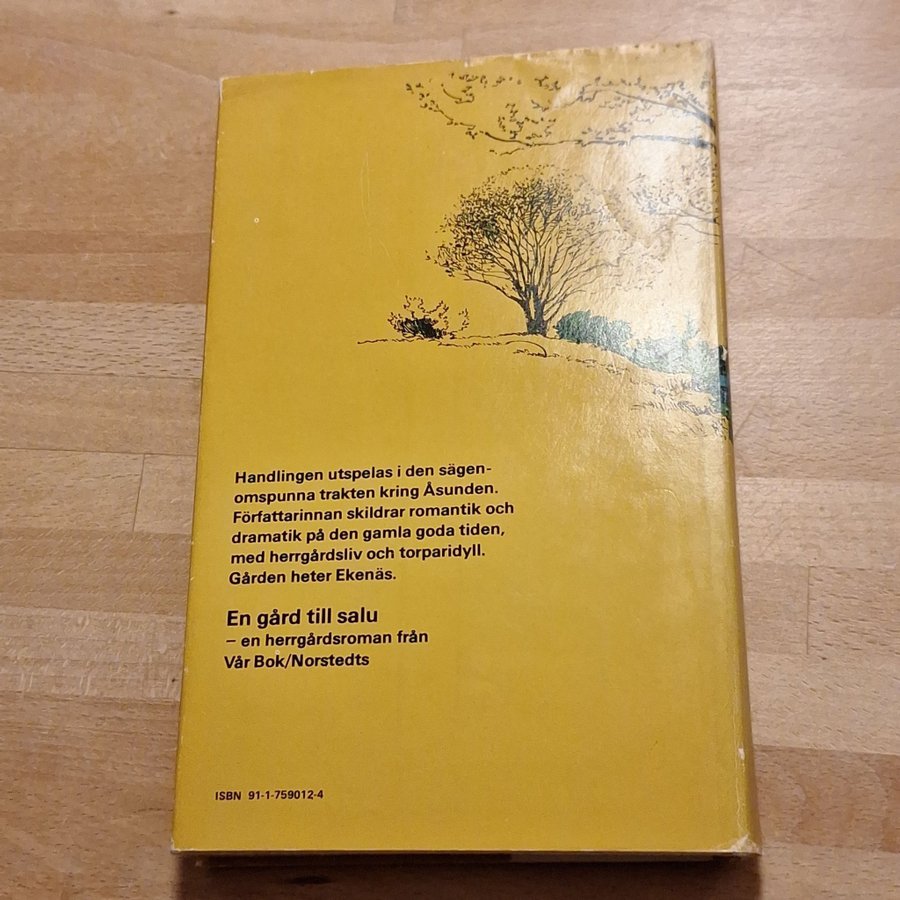 Handlingen utspelas i den sägen-
omspunna trakten kring Åsunden.
Författarinnan skildrar romantik och
dramatik på den gamla goda tiden,
med herrgårdsliv och torparidyll.
Gården heter Ekenäs.
En gård till salu
– en herrgårdsroman från
Vår Bok/Norstedts
ISBN 91-1-759012-4